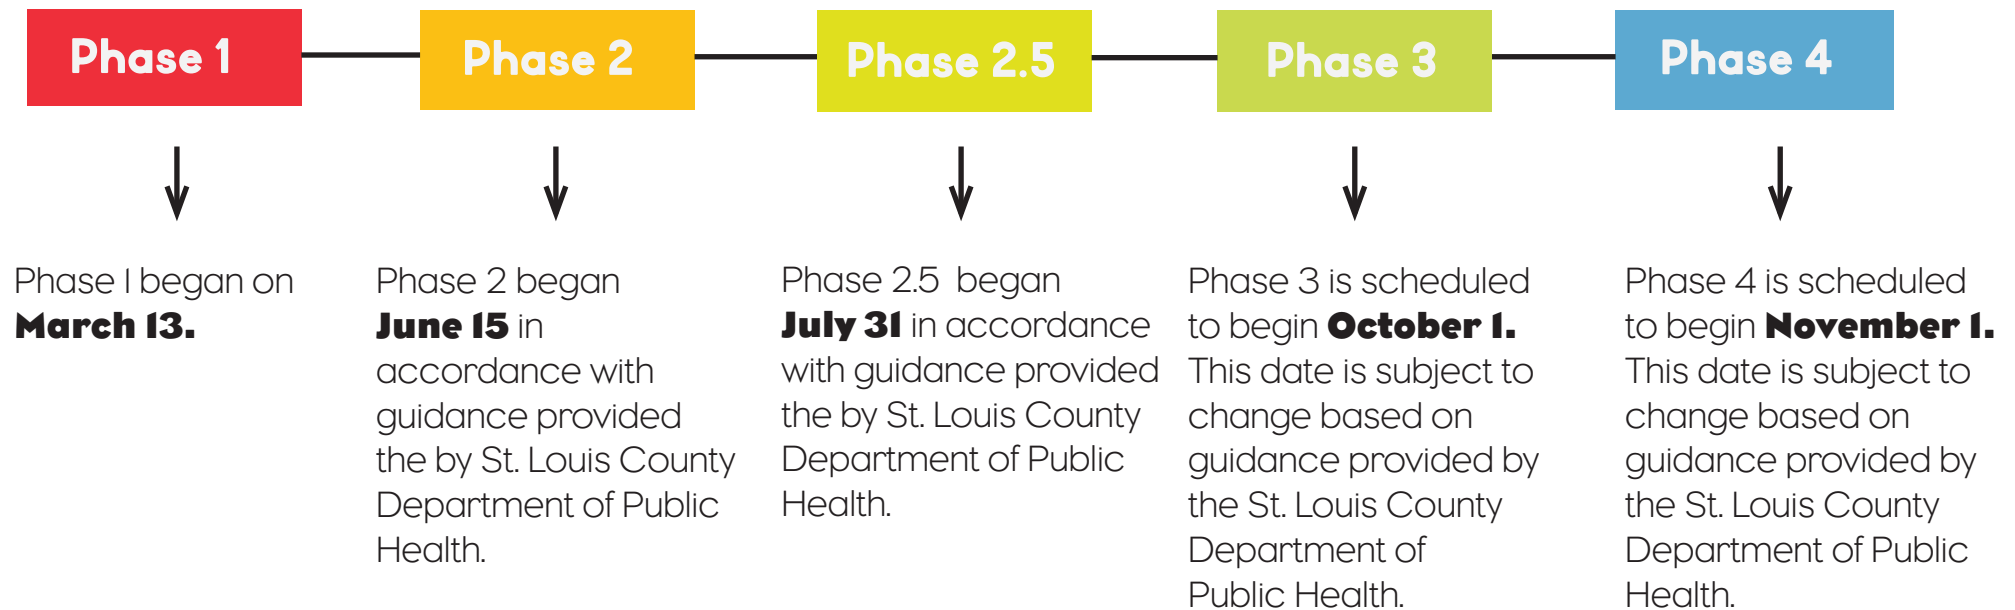 Phase 1
Phase 2
Phase 2.5
Phase 3
Phase 4
Phase 1 began on
March 13.
Phase 2 began
June 15 in
accordance with
guidance provided
the by St. Louis County
Department of Public
Health.
Phase 2.5 began
July 31 in accordance
with guidance provided
the by St. Louis County
Department of Public
Health.
Phase 3 is scheduled
to begin October 1.
This date is subject to
change based on
guidance provided by
the St. Louis County
Department of
Public Health.
Phase 4 is scheduled
to begin November 1.
This date is subject to
change based on
guidance provided by
the St. Louis County
Department of Public
Health.